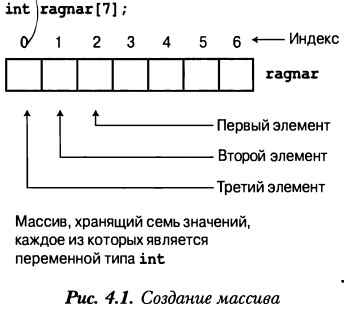 int ragnar[7];
0 1 2 3 4 5 6 Индекс
ragnar
Первый элемент
Второй элемент
Третий элемент
Массив, хранящий семь значений,
каждое из которых является
переменной типа int
Рис. 4.1. Создание массива